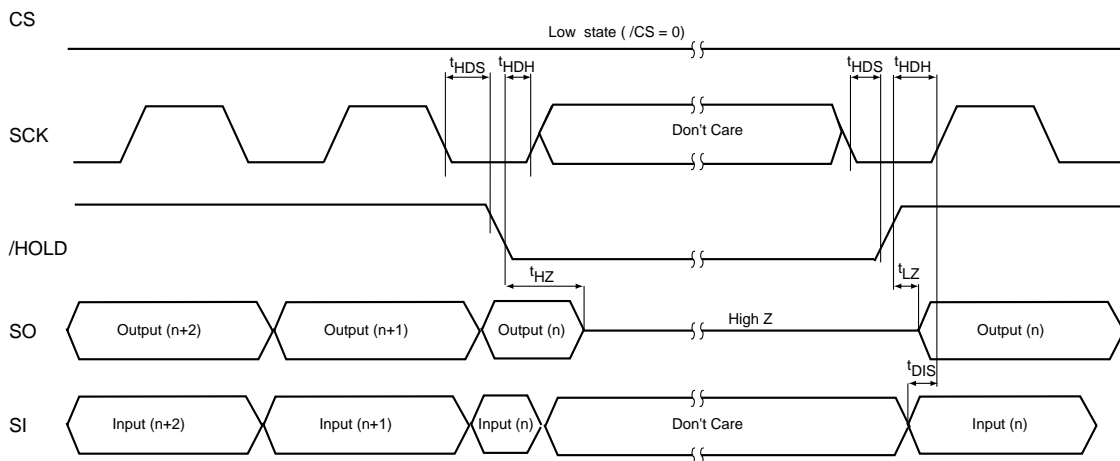 CS
Low state ( /CS = 0)
tHDS tHDH tHDS tHDH
SCK
Don't Care
/HOLD
tHZ tLZ
SO
Output (n+2) Output (n+1) Output (n) High Z Output (n)
tDIS
SI
Input (n+2) Input (n+1) Input (n) Don't Care Input (n)